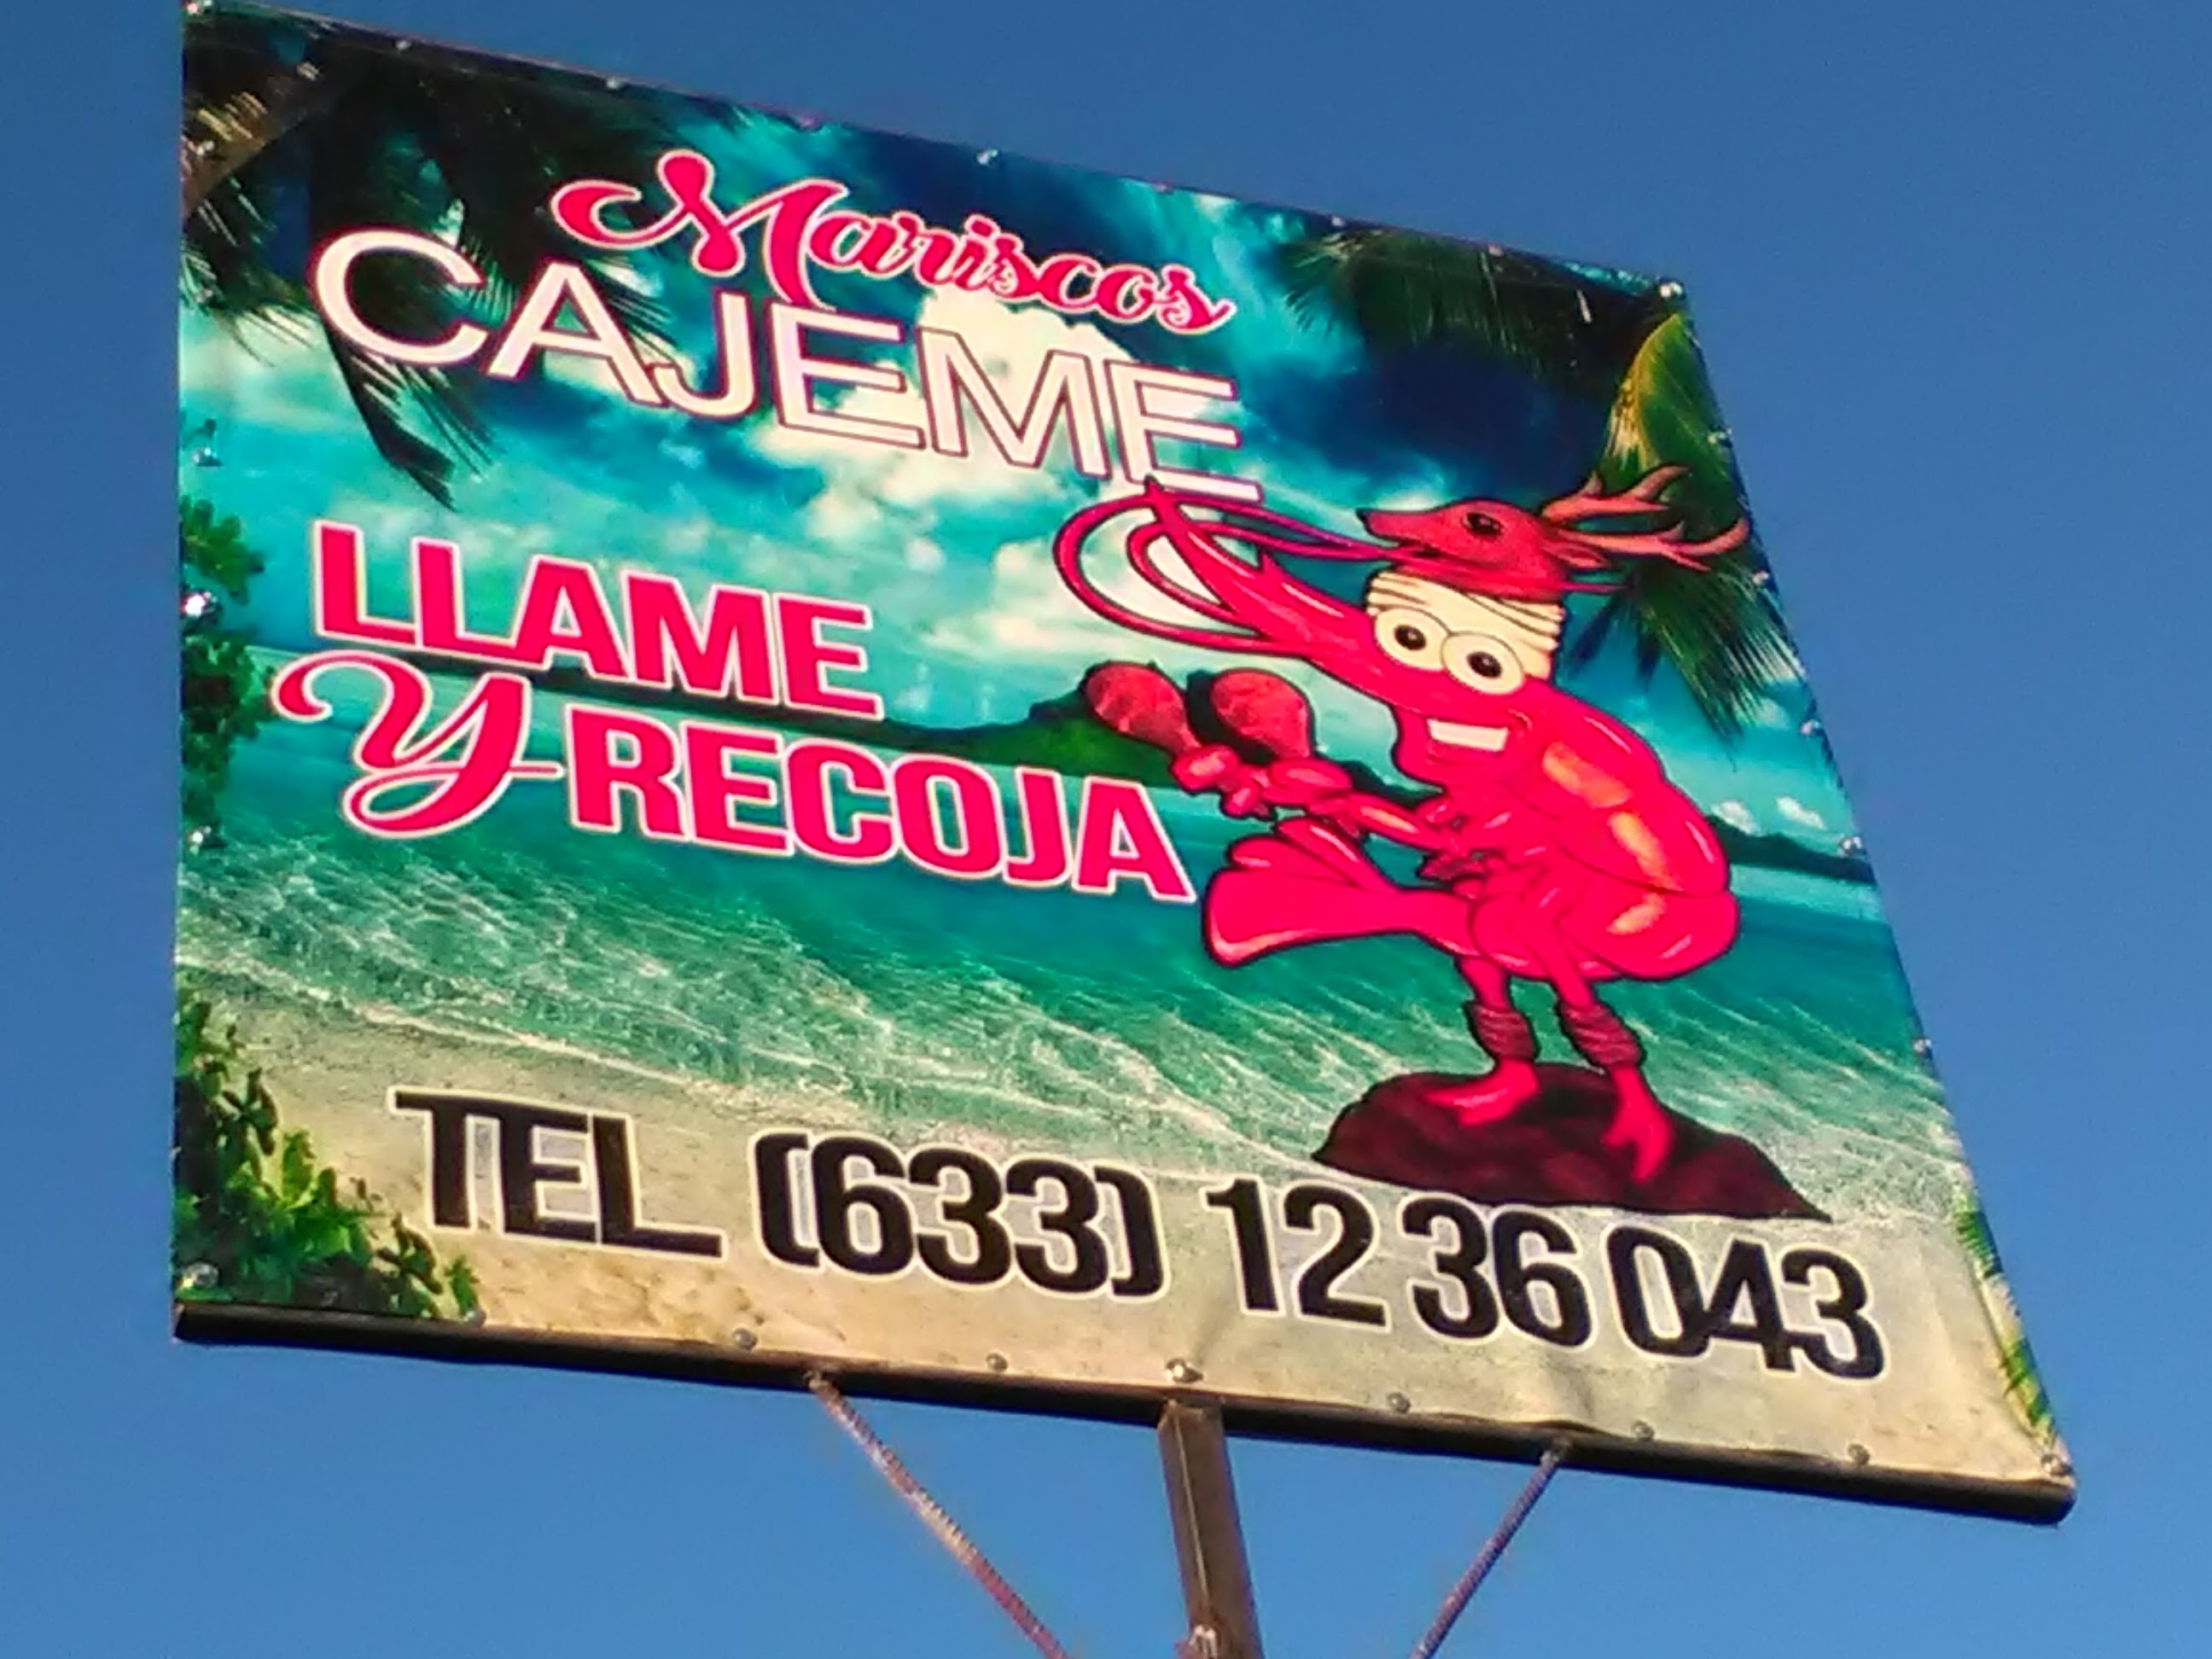 Mariscos
CAJEME
LLAME
Y RECOJA
TEL (633) 12 36 043